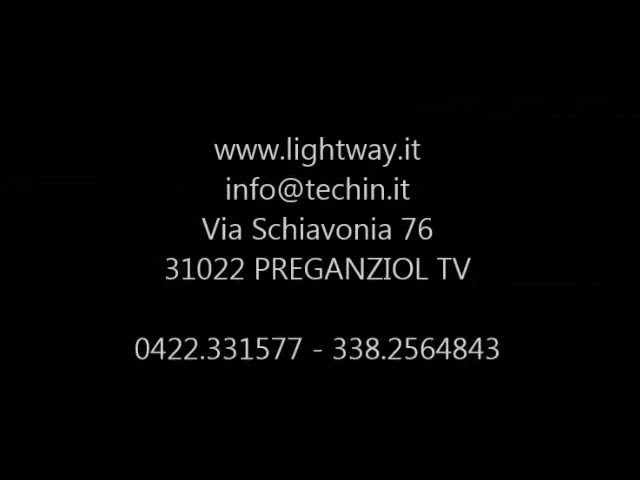 www.lightway.it
info@techin.it
Via Schiavonia 76
31022 PREGANZIOL TV
0422.331577 - 338.2564843